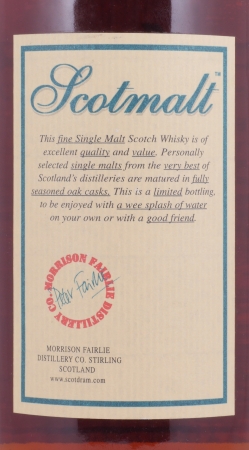 Scotmalt™
This fine Single Malt Scotch Whisky is of
excellent quality and value. Personally
selected single malts from the very best of
Scotland's distilleries are matured in fully
seasoned oak casks. This is a limited bottling,
to be enjoyed with a wee splash of water
on your own or with a good friend.
MORRISON FAIRLIE DISTILLERY CO.
Peter Fairlie
MORRISON FAIRLIE
DISTILLERY CO. STIRLING
SCOTLAND
www.scotdram.com